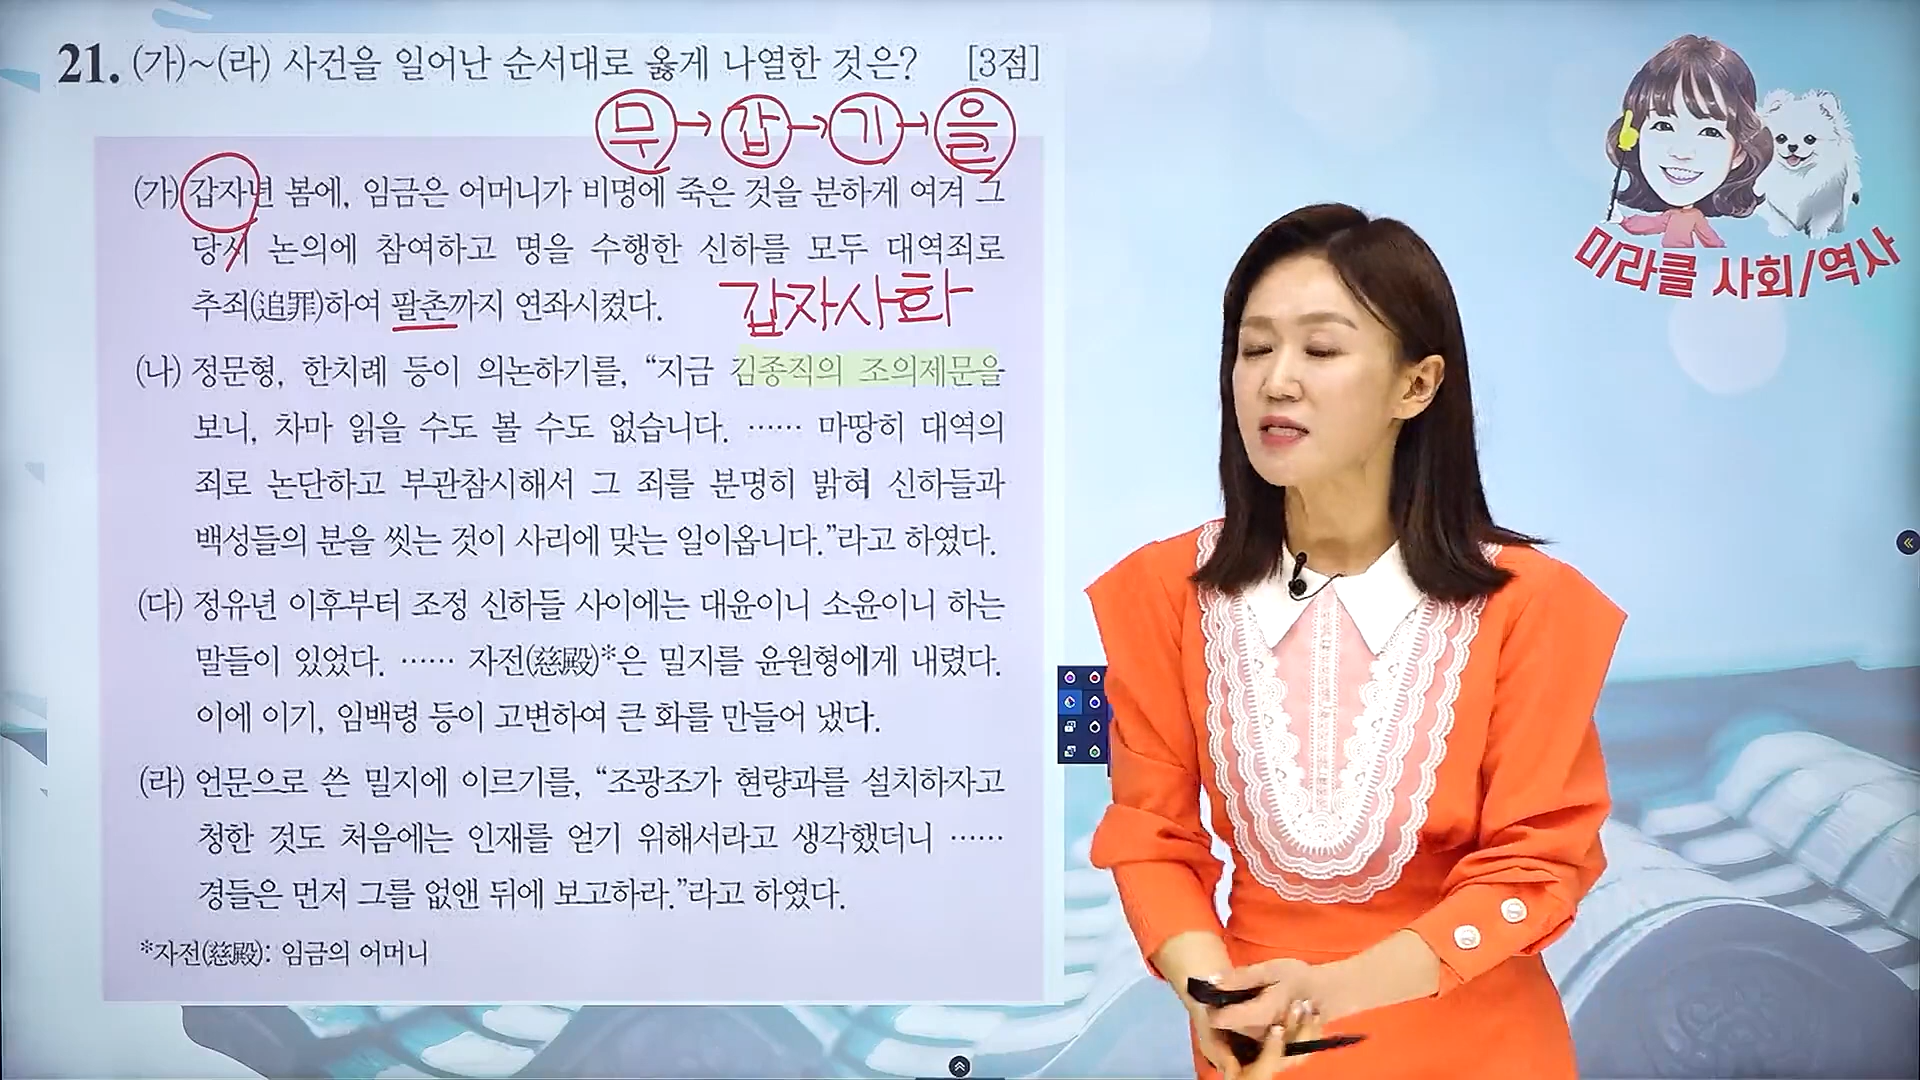 21. (가)~(라) 사건을 일어난 순서대로 옳게 나열한 것은? [3점]
무→갑→기→을
(가) 갑자년 봄에, 임금은 어머니가 비명에 죽은 것을 분하게 여겨 그
당시 논의에 참여하고 명을 수행한 신하를 모두 대역죄로
추죄(追罪)하여 팔촌까지 연좌시켰다.
갑자사화
(나) 정문형, 한치례 등이 의논하기를, “지금 김종직의 조의제문을
보니, 차마 읽을 수도 볼 수도 없습니다. …… 마땅히 대역의
죄로 논단하고 부관참시해서 그 죄를 분명히 밝혀 신하들과
백성들의 분을 씻는 것이 사리에 맞는 일이옵니다.”라고 하였다.
(다) 정유년 이후부터 조정 신하들 사이에는 대윤이니 소윤이니 하는
말들이 있었다. …… 자전(慈殿)*은 밀지를 윤원형에게 내렸다.
이에 이기, 임백령 등이 고변하여 큰 화를 만들어 냈다.
(라) 언문으로 쓴 밀지에 이르기를, “조광조가 현량과를 설치하자고
청한 것도 처음에는 인재를 얻기 위해서라고 생각했더니 ……
경들은 먼저 그를 없앤 뒤에 보고하라.”라고 하였다.
*자전(慈殿): 임금의 어머니
미라클 사회/역사